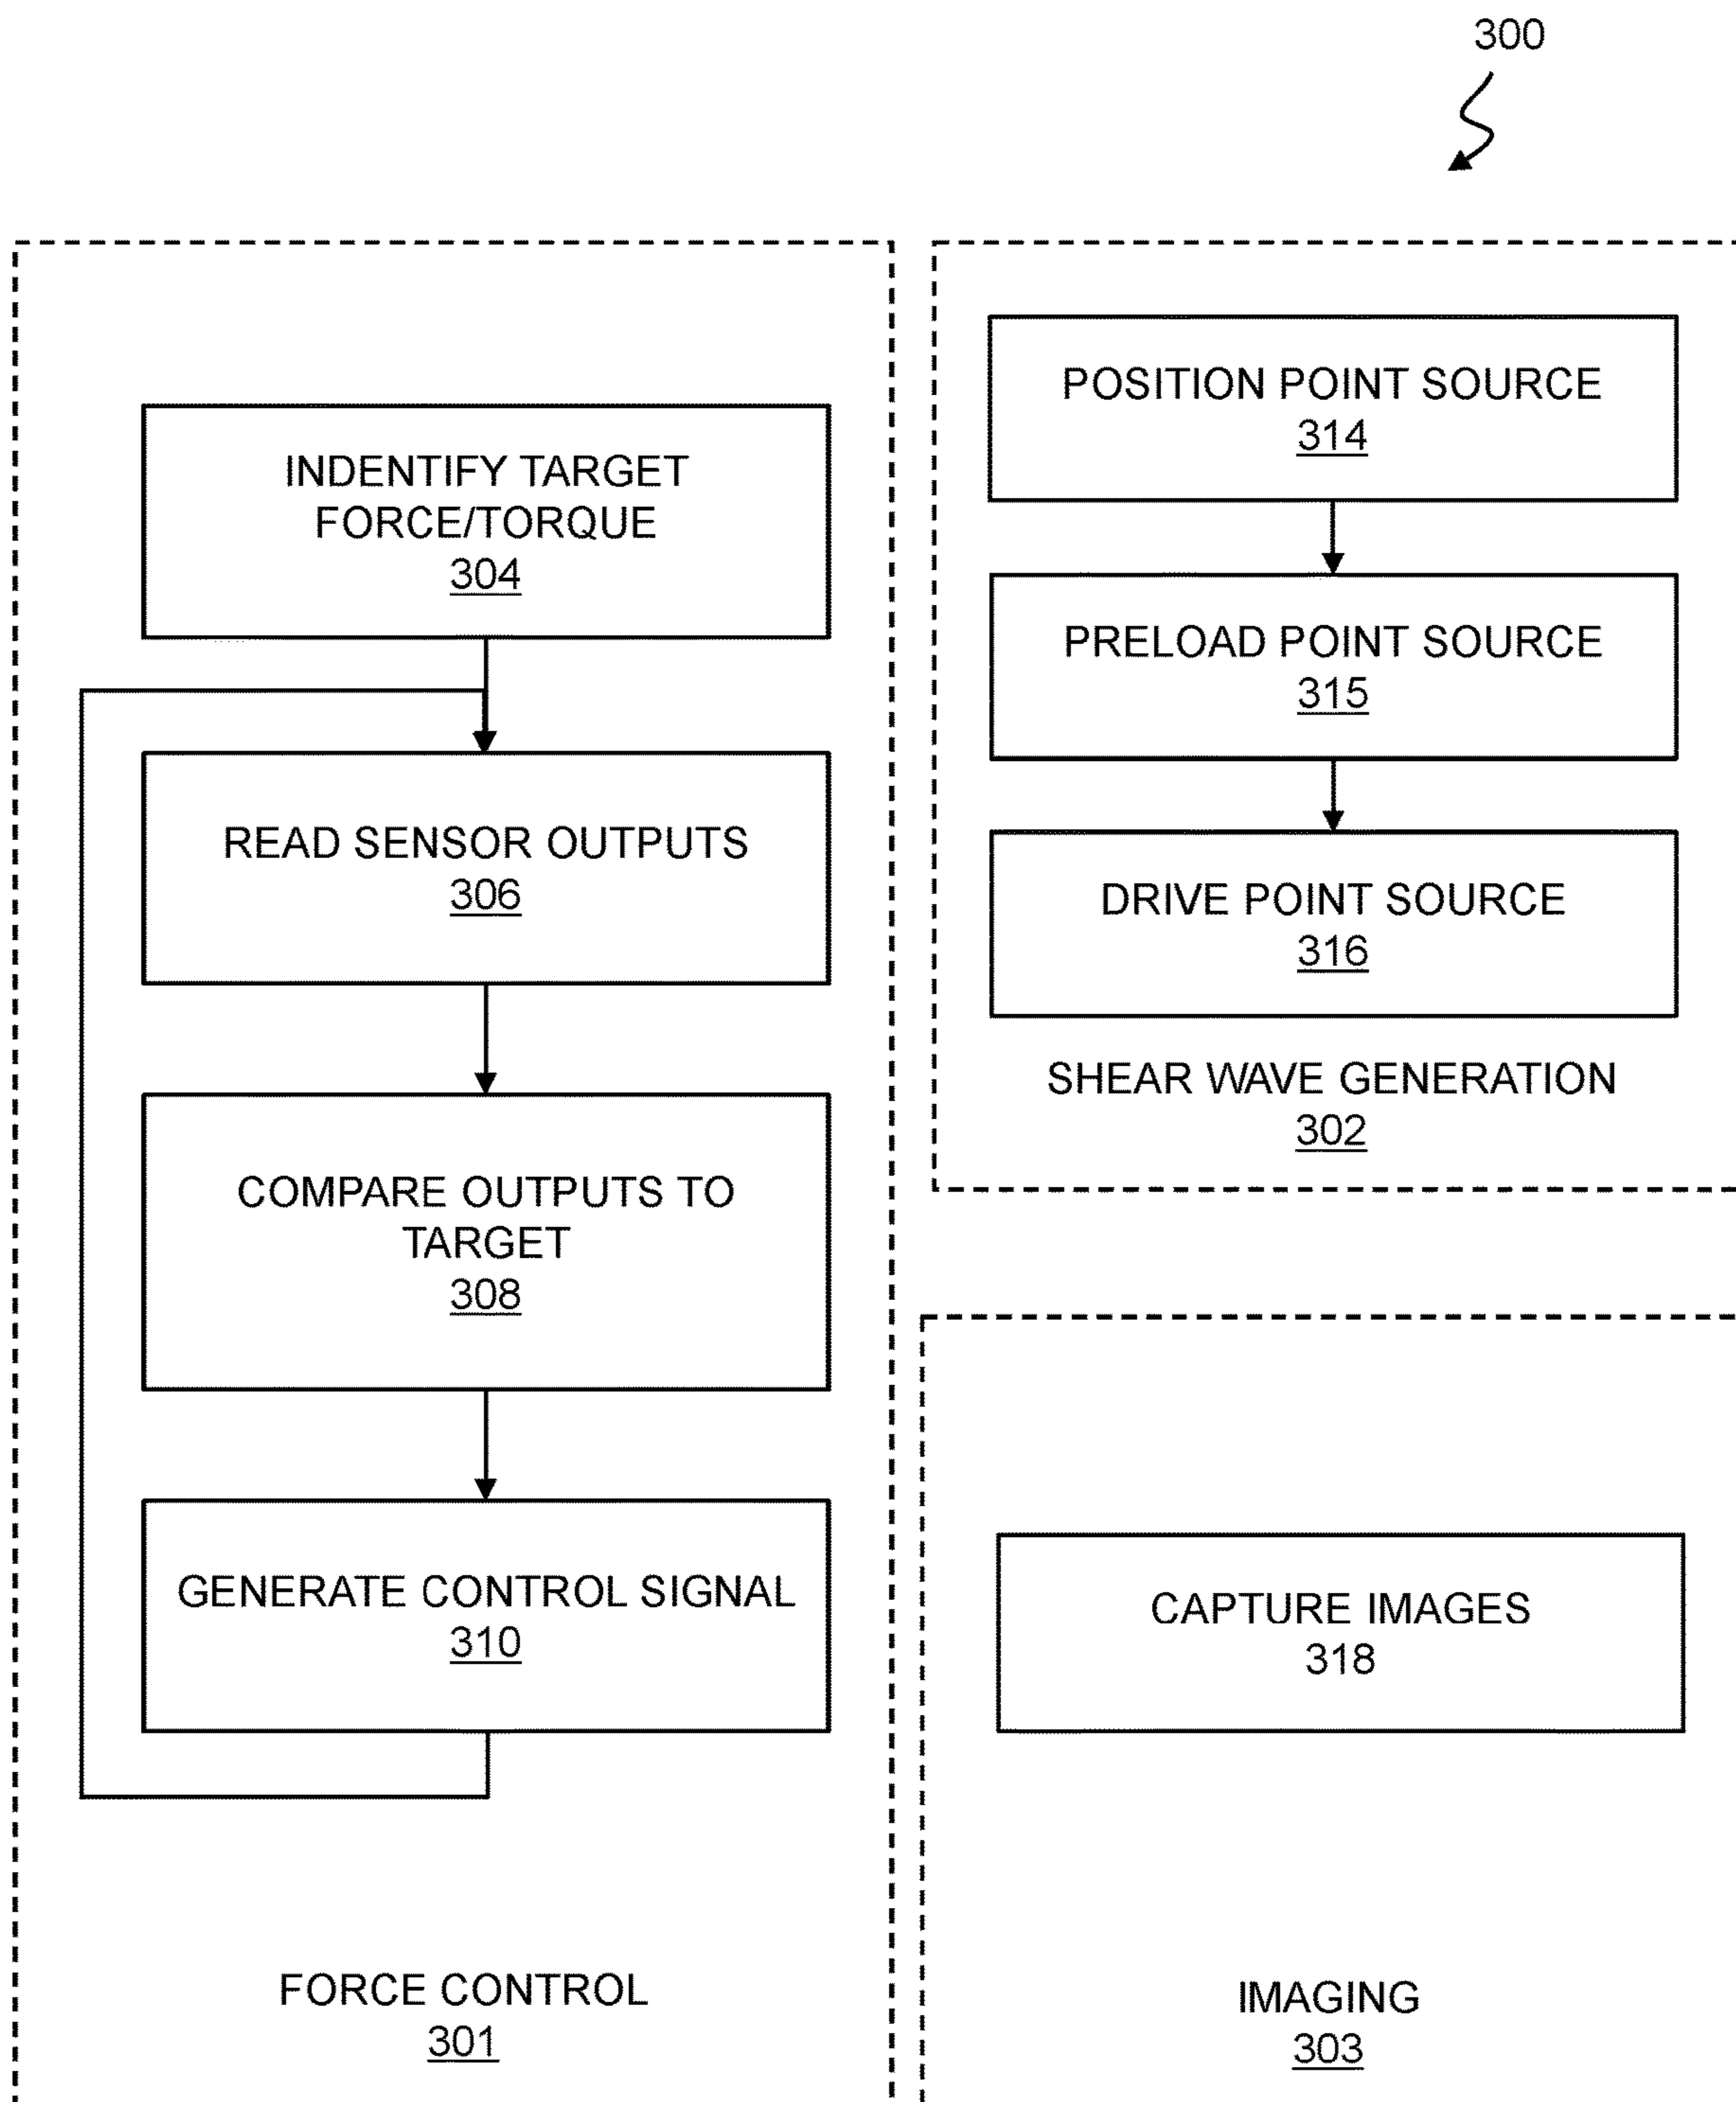 300
INDENTIFY TARGET
FORCE/TORQUE
304
READ SENSOR OUTPUTS
306
COMPARE OUTPUTS TO
TARGET
308
GENERATE CONTROL SIGNAL
310
FORCE CONTROL
301
POSITION POINT SOURCE
314
PRELOAD POINT SOURCE
315
DRIVE POINT SOURCE
316
SHEAR WAVE GENERATION
302
CAPTURE IMAGES
318
IMAGING
303